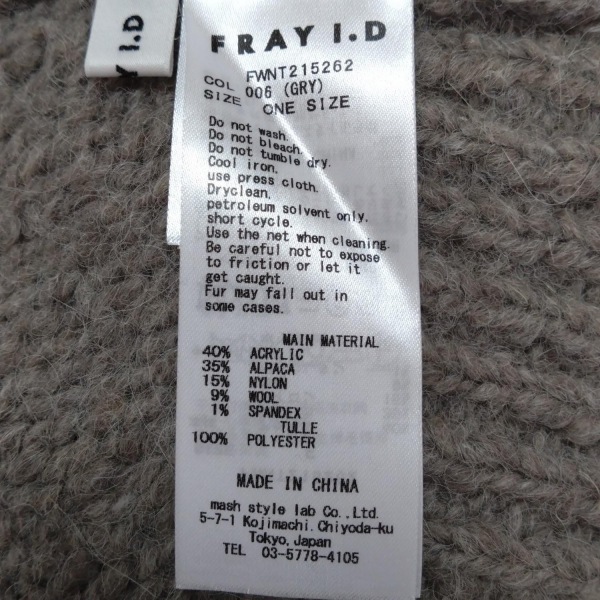 Y I.D
FRAY I.D
FWNT215262
COL 006 (GRY)
SIZE ONE SIZE
Do not wash.
Do not bleach.
Do not tumble dry.
Cool iron.
use press cloth.
Dryclean,
petroleum solvent only.
short cycle.
Use the net when cleaning.
Be careful not to expose
to friction or let it
get caught.
Fur may fall out in
some cases.
MAIN MATERIAL
40% ACRYLIC
35% ALPACA
15% NYLON
9% WOOL
1% SPANDEX
TULLE
100% POLYESTER
MADE IN CHINA
mash style lab Co.,Ltd.
5-7-1 Kojimachi,Chiyoda-ku
Tokyo,Japan
TEL 03-5778-4105